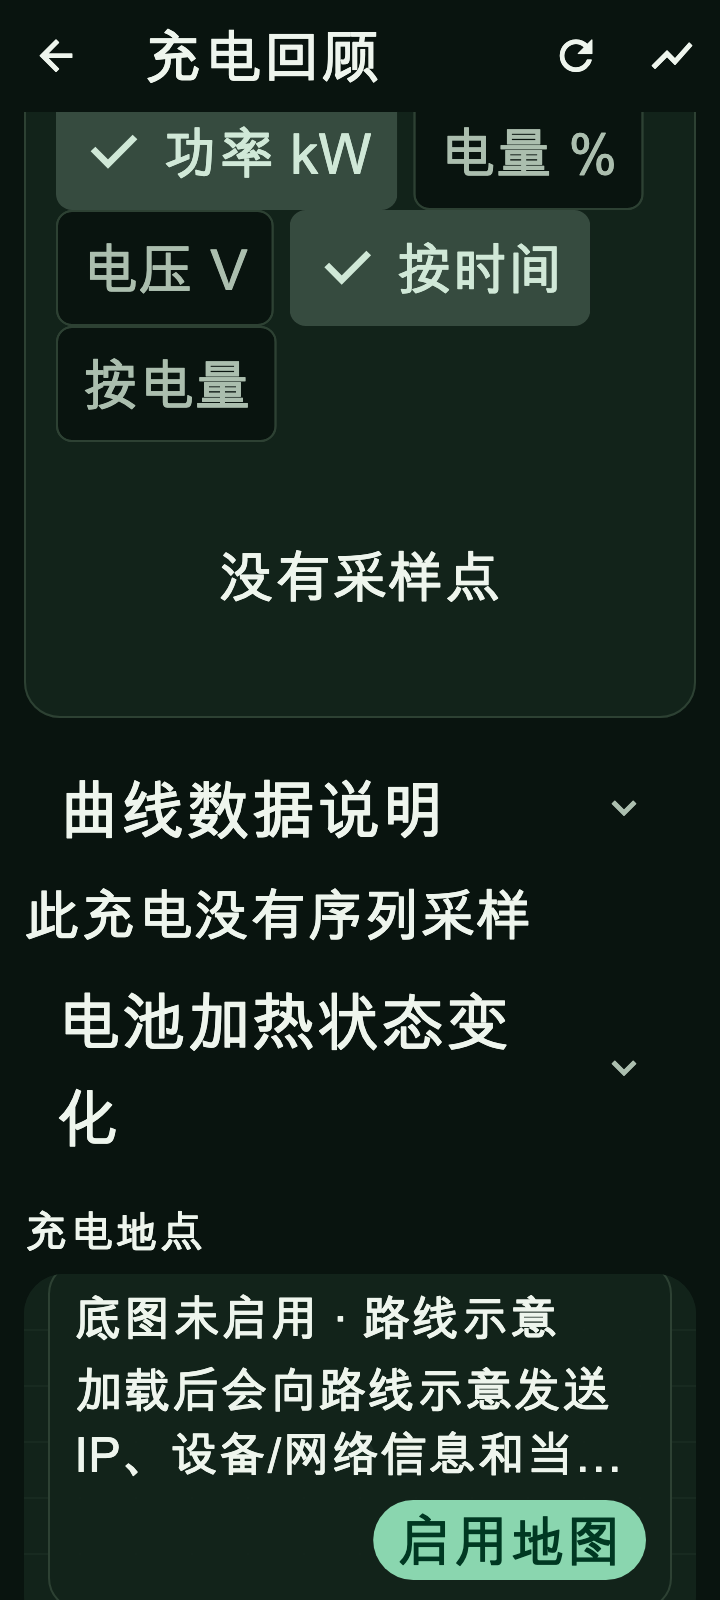 充电回顾
功率 kW
电量 %
电压 V
按时间
按电量
没有采样点
曲线数据说明
此充电没有序列采样
电池加热状态变
化
充电地点
底图未启用 · 路线示意
加载后会向路线示意发送
IP、设备/网络信息和当…
启用地图